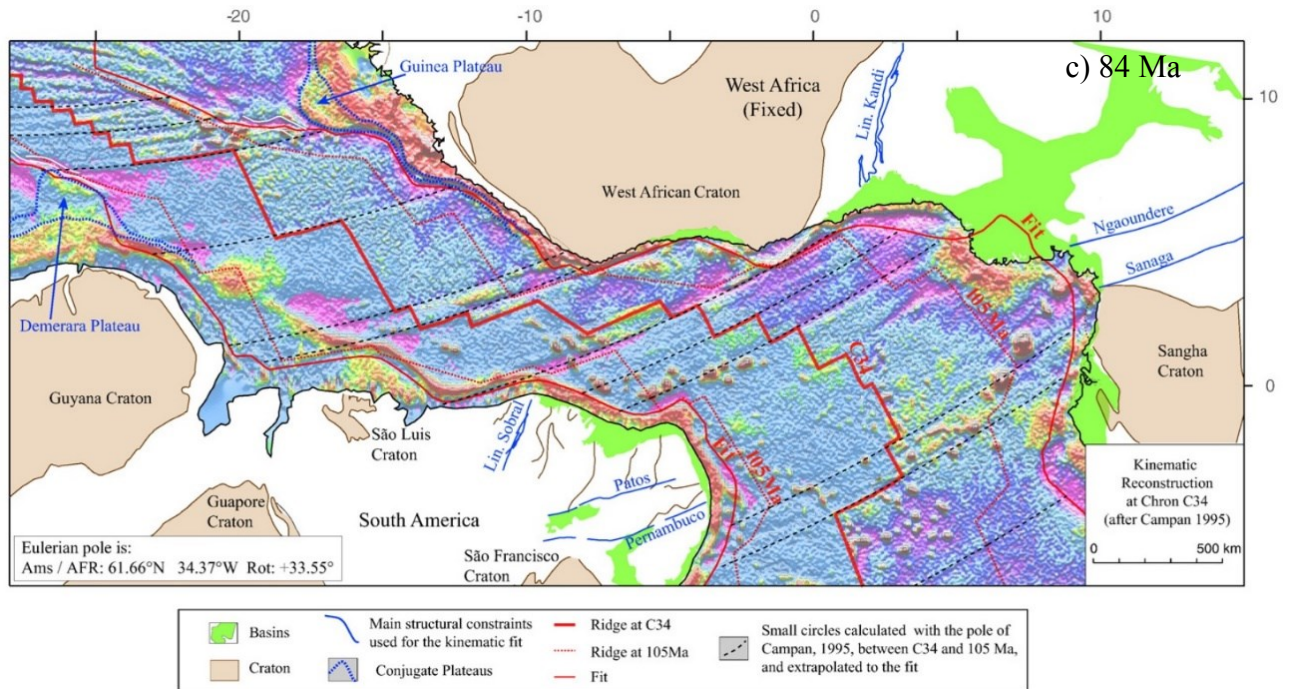 -20
-10
0
10
c) 84 Ma
Guinea Plateau
West Africa
(Fixed)
Lin. Kandi
10
West African Craton
Fit
Ngaoundere
Sanaga
Demerara Plateau
105 Ma
C34
Sangha
Craton
0
Guyana Craton
São Luis
Craton
Lin. Sobral
Fit
105 Ma
Patos
Pernambuco
Guapore
Craton
South America
São Francisco
Craton
Kinematic
Reconstruction
at Chron C34
(after Campan 1995)
0 500 km
Eulerian pole is:
Ams / AFR: 61.66°N 34.37°W Rot: +33.55°
Basins
Craton
Main structural constraints
used for the kinematic fit
Conjugate Plateaus
Ridge at C34
Ridge at 105Ma
Fit
Small circles calculated with the pole of
Campan, 1995, between C34 and 105 Ma,
and extrapolated to the fit